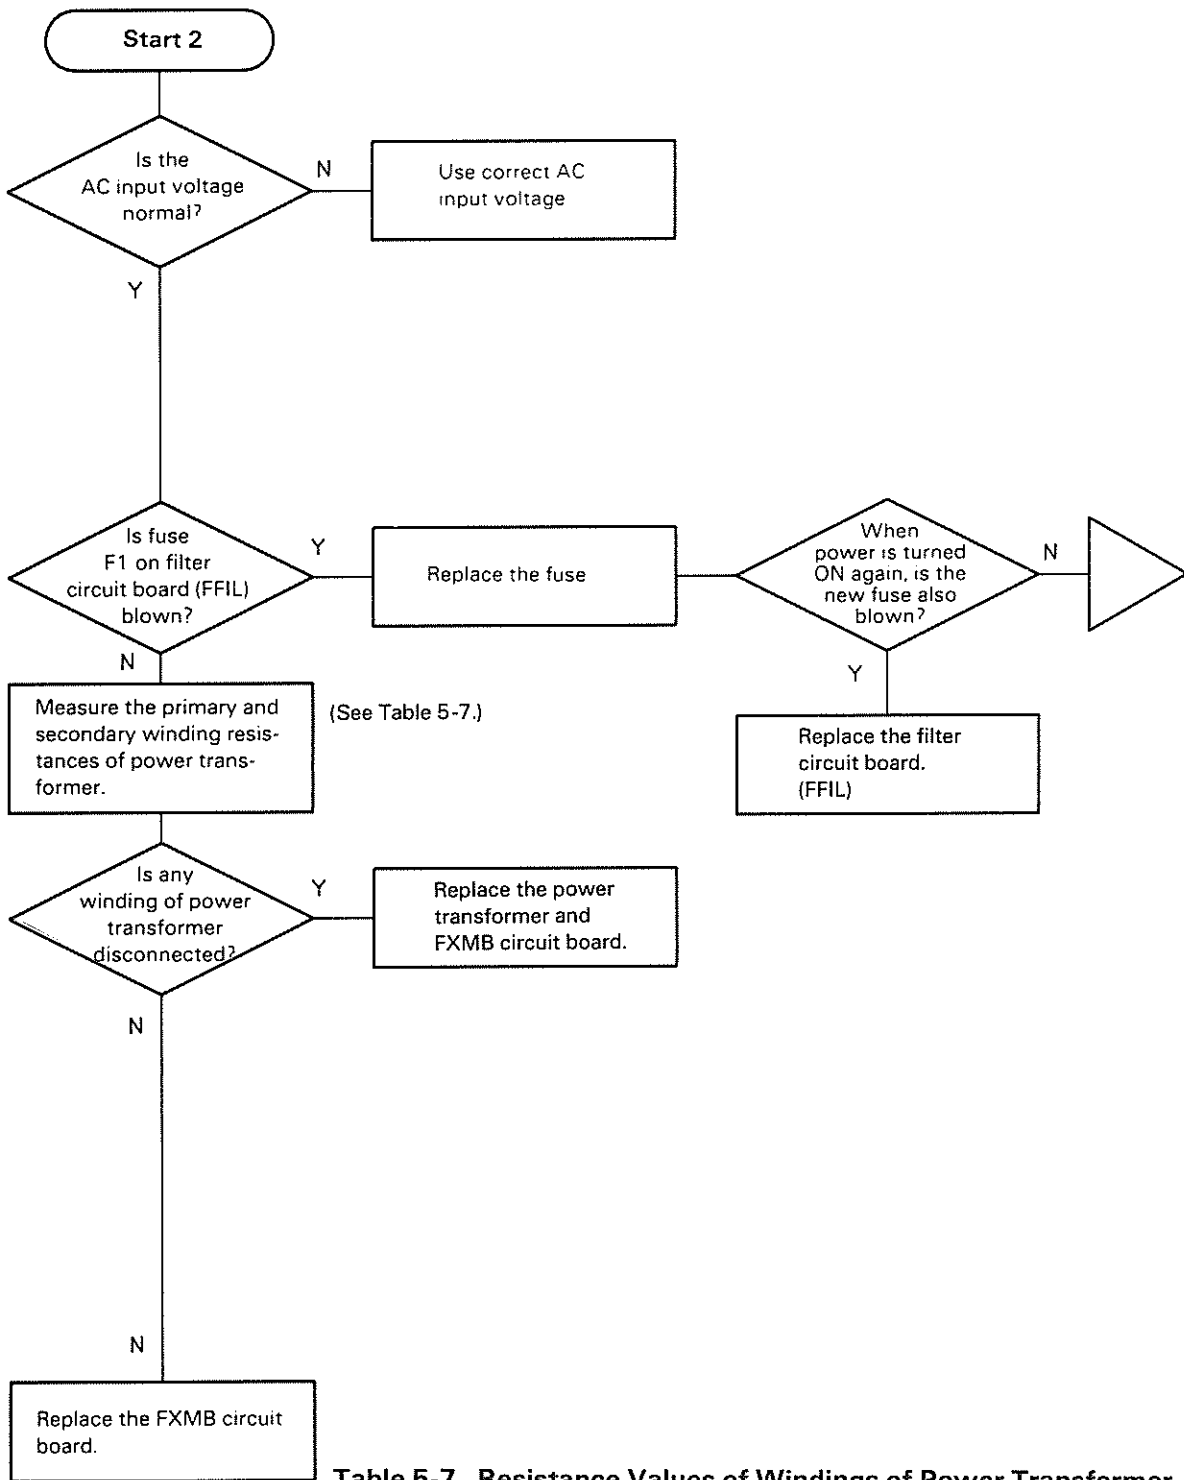 Start 2
Is the
AC input voltage
normal?
N
Use correct AC
input voltage
Y
Is fuse
F1 on filter
circuit board (FFIL)
blown?
Y
Replace the fuse
When
power is turned
ON again, is the
new fuse also
blown?
N
N
Y
Measure the primary and
secondary winding resis-
tances of power trans-
former.
(See Table 5-7.)
Replace the filter
circuit board.
(FFIL)
Is any
winding of power
transformer
disconnected?
Y
Replace the power
transformer and
FXMB circuit board.
N
N
Replace the FXMB circuit
board.
Table 5-7. Resistance Values of Windings of Power Transformer